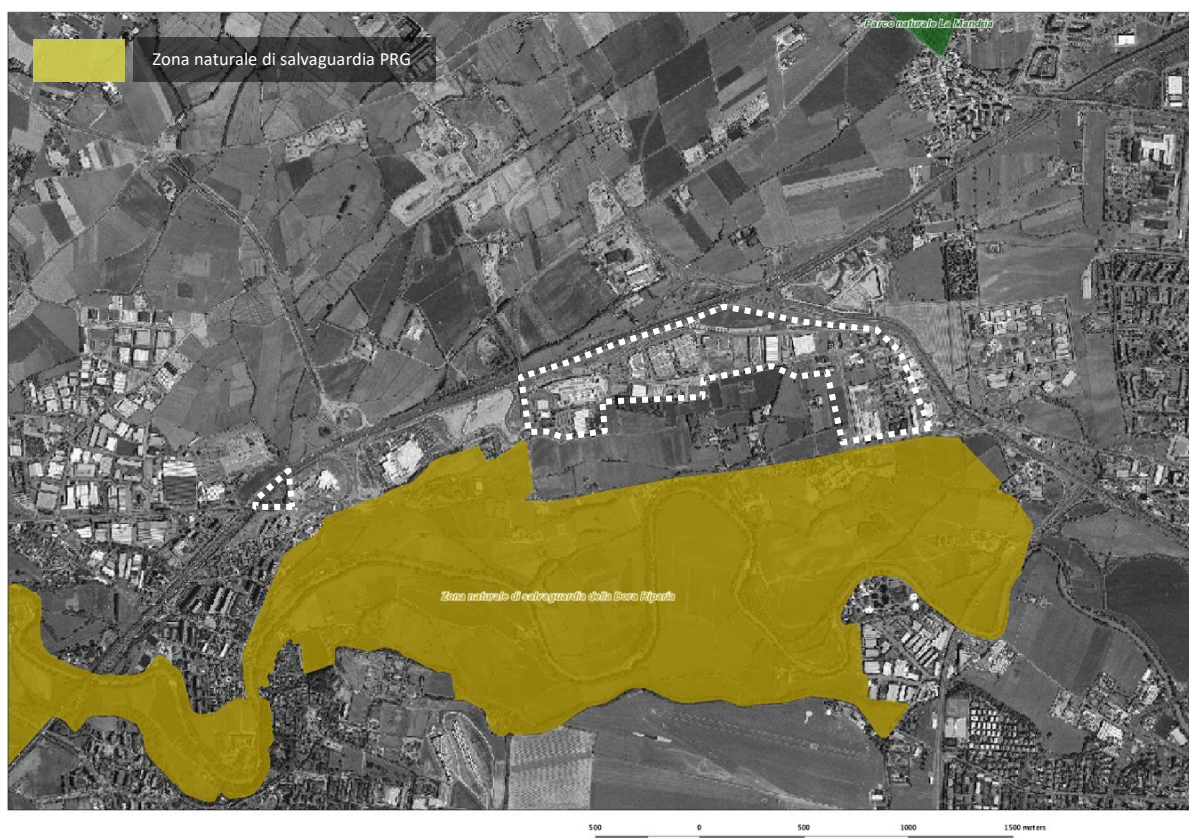 Parco naturale La Mandria
Zona naturale di salvaguardia PRG
Zona naturale di salvaguardia della Dora Riparia
500 0 500 1000 1500 meters